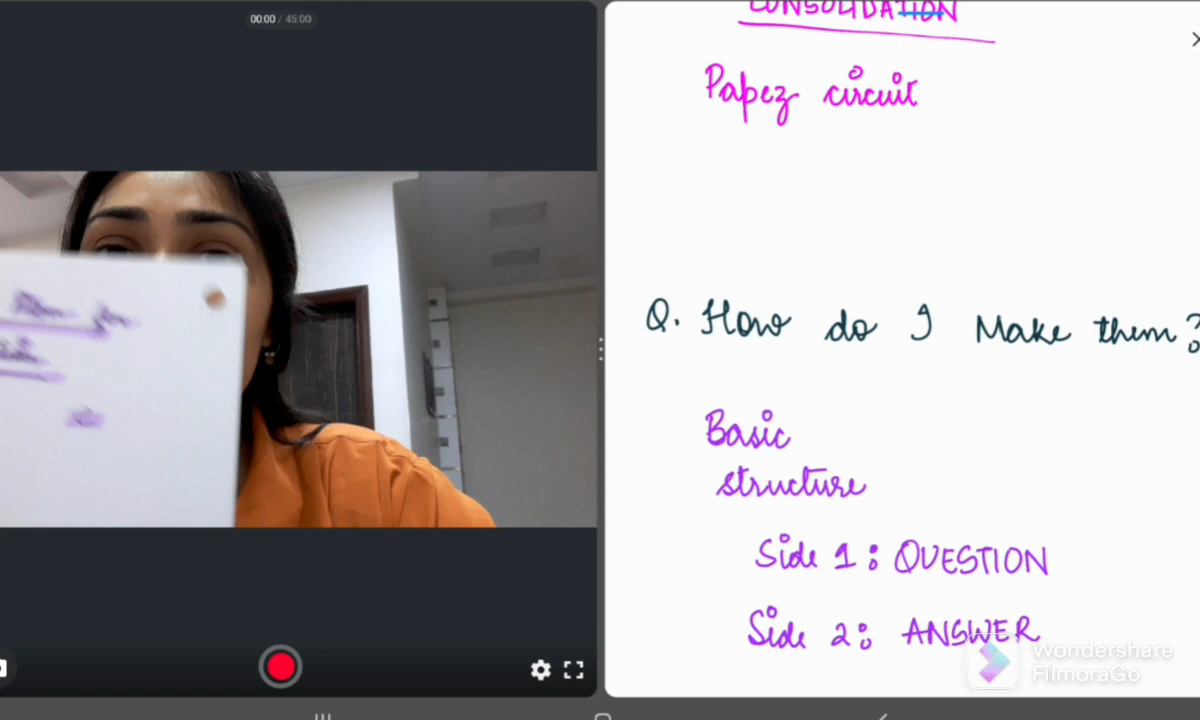 00:00 / 45:00
CONSOLIDATION
Papez circuit
Q. How do I Make them?
Basic
structure
Side 1: QUESTION
Side 2: ANSWER
Wondershare
FilmoraGo